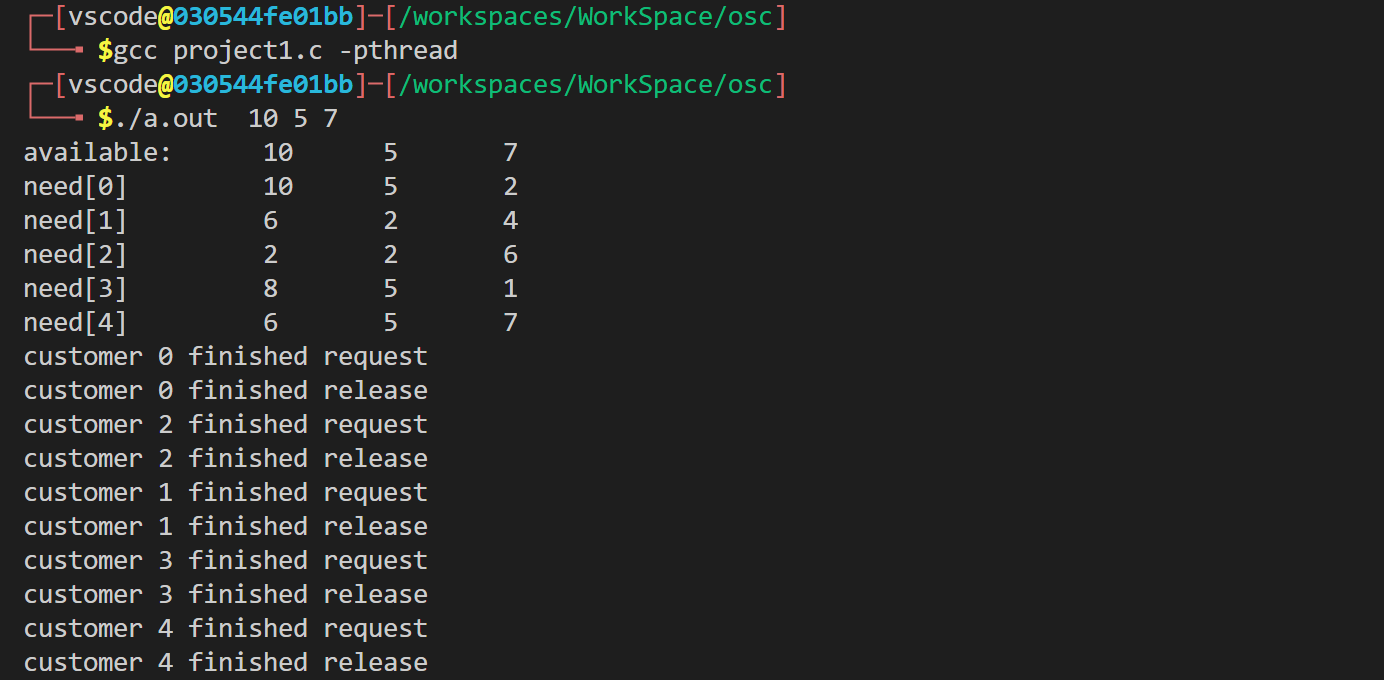 ┌─[vscode@030544fe01bb]─[/workspaces/WorkSpace/osc]
└──╼ $gcc project1.c -pthread
┌─[vscode@030544fe01bb]─[/workspaces/WorkSpace/osc]
└──╼ $./a.out  10 5 7
available:      10      5       7
need[0]         10      5       2
need[1]         6       2       4
need[2]         2       2       6
need[3]         8       5       1
need[4]         6       5       7
customer 0 finished request
customer 0 finished release
customer 2 finished request
customer 2 finished release
customer 1 finished request
customer 1 finished release
customer 3 finished request
customer 3 finished release
customer 4 finished request
customer 4 finished release